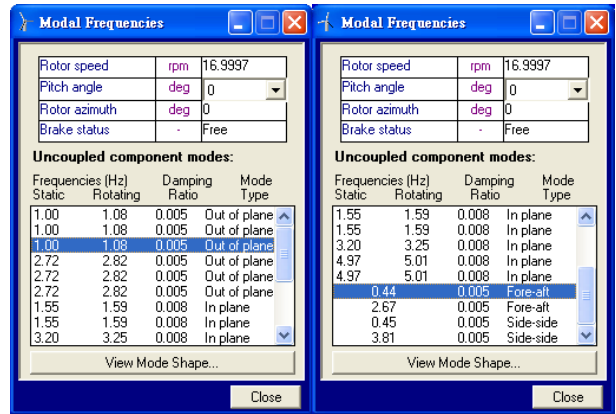 Modal Frequencies
Rotor speed rpm 16.9997
Pitch angle deg 0
Rotor azimuth deg 0
Brake status - Free
Uncoupled component modes:
Frequencies (Hz) Damping Mode
Static Rotating Ratio Type
1.00 1.08 0.005 Out of plane
1.00 1.08 0.005 Out of plane
1.00 1.08 0.005 Out of plane
2.72 2.82 0.005 Out of plane
2.72 2.82 0.005 Out of plane
2.72 2.82 0.005 Out of plane
1.55 1.59 0.008 In plane
1.55 1.59 0.008 In plane
3.20 3.25 0.008 In plane
View Mode Shape...
Close
Modal Frequencies
Rotor speed rpm 16.9997
Pitch angle deg 0
Rotor azimuth deg 0
Brake status - Free
Uncoupled component modes:
Frequencies (Hz) Damping Mode
Static Rotating Ratio Type
1.55 1.59 0.008 In plane
1.55 1.59 0.008 In plane
3.20 3.25 0.008 In plane
4.97 5.01 0.008 In plane
4.97 5.01 0.008 In plane
0.44 0.005 Fore-aft
2.67 0.005 Fore-aft
0.45 0.005 Side-side
3.81 0.005 Side-side
View Mode Shape...
Close